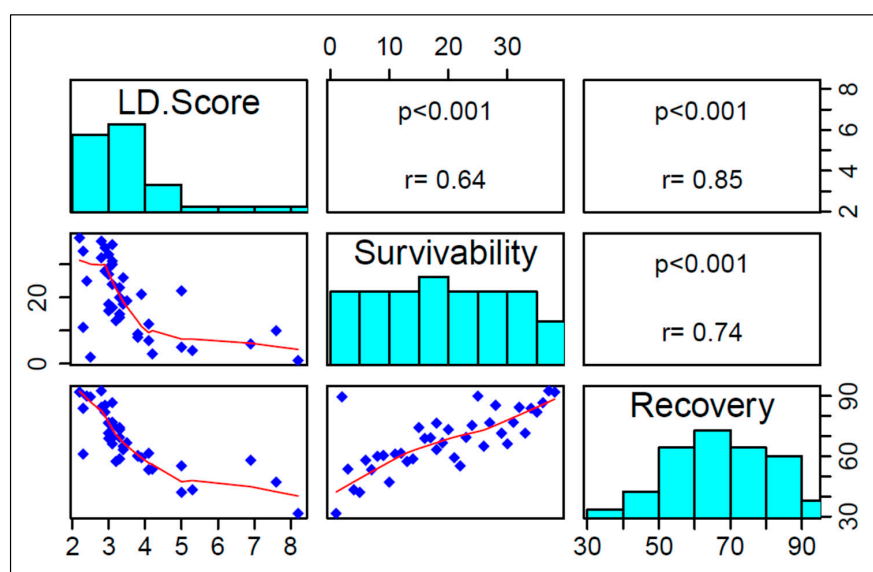 0 10 20 30
LD.Score
p<0.001
r= 0.64
p<0.001
r= 0.85
8
6
4
2
20
0
Survivability
p<0.001
r= 0.74
Recovery
90
60
30
2 3 4 5 6 7 8
30 50 70 90